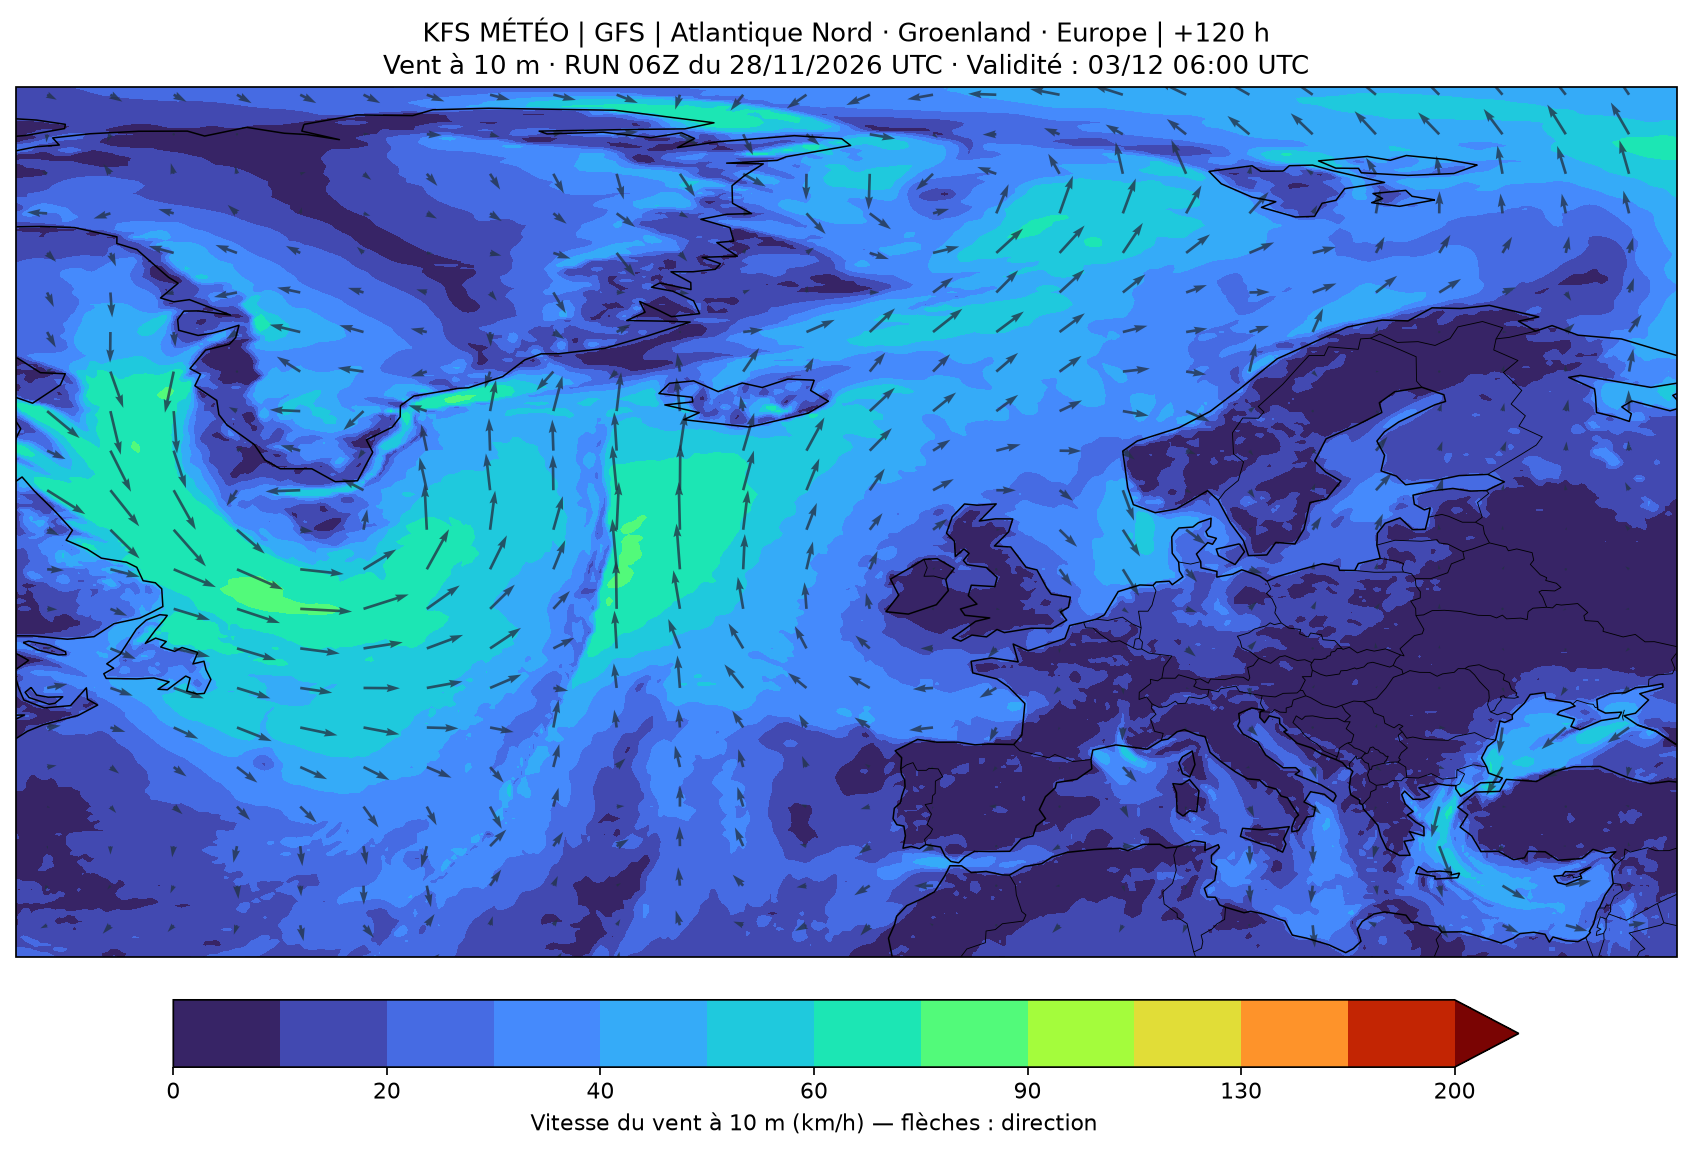 KFS MÉTÉO | GFS | Atlantique Nord · Groenland · Europe | +120 h
Vent à 10 m · RUN 06Z du 28/11/2026 UTC · Validité : 03/12 06:00 UTC
0 20 40 60 90 130 200
Vitesse du vent à 10 m (km/h) — flèches : direction